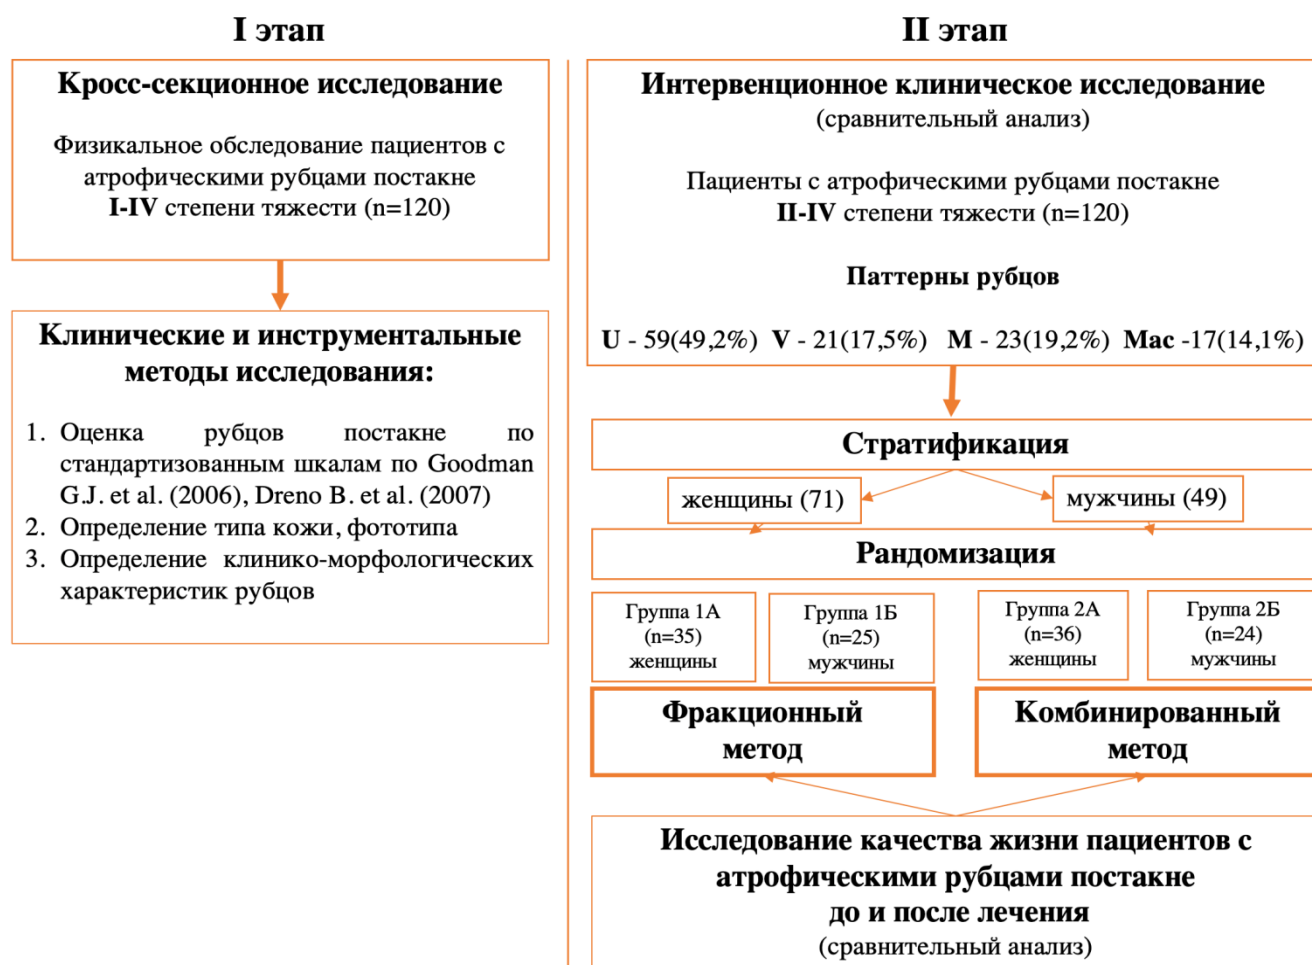 I этап
Кросс-секционное исследование
Физикальное обследование пациентов с
атрофическими рубцами постакне
I-IV степени тяжести (n=120)
Клинические и инструментальные
методы исследования:
1. Оценка рубцов постакне по
стандартизованным шкалам по Goodman
G.J. et al. (2006), Dreno B. et al. (2007)
2. Определение типа кожи, фототипа
3. Определение клинико-морфологических
характеристик рубцов
II этап
Интервенционное клиническое исследование
(сравнительный анализ)
Пациенты с атрофическими рубцами постакне
II-IV степени тяжести (n=120)
Паттерны рубцов
U - 59(49,2%) V - 21(17,5%) M - 23(19,2%) Mac -17(14,1%)
Стратификация
женщины (71)
мужчины (49)
Рандомизация
Группа 1А
(n=35)
женщины
Группа 1Б
(n=25)
мужчины
Группа 2А
(n=36)
женщины
Группа 2Б
(n=24)
мужчины
Фракционный
метод
Комбинированный
метод
Исследование качества жизни пациентов с
атрофическими рубцами постакне
до и после лечения
(сравнительный анализ)